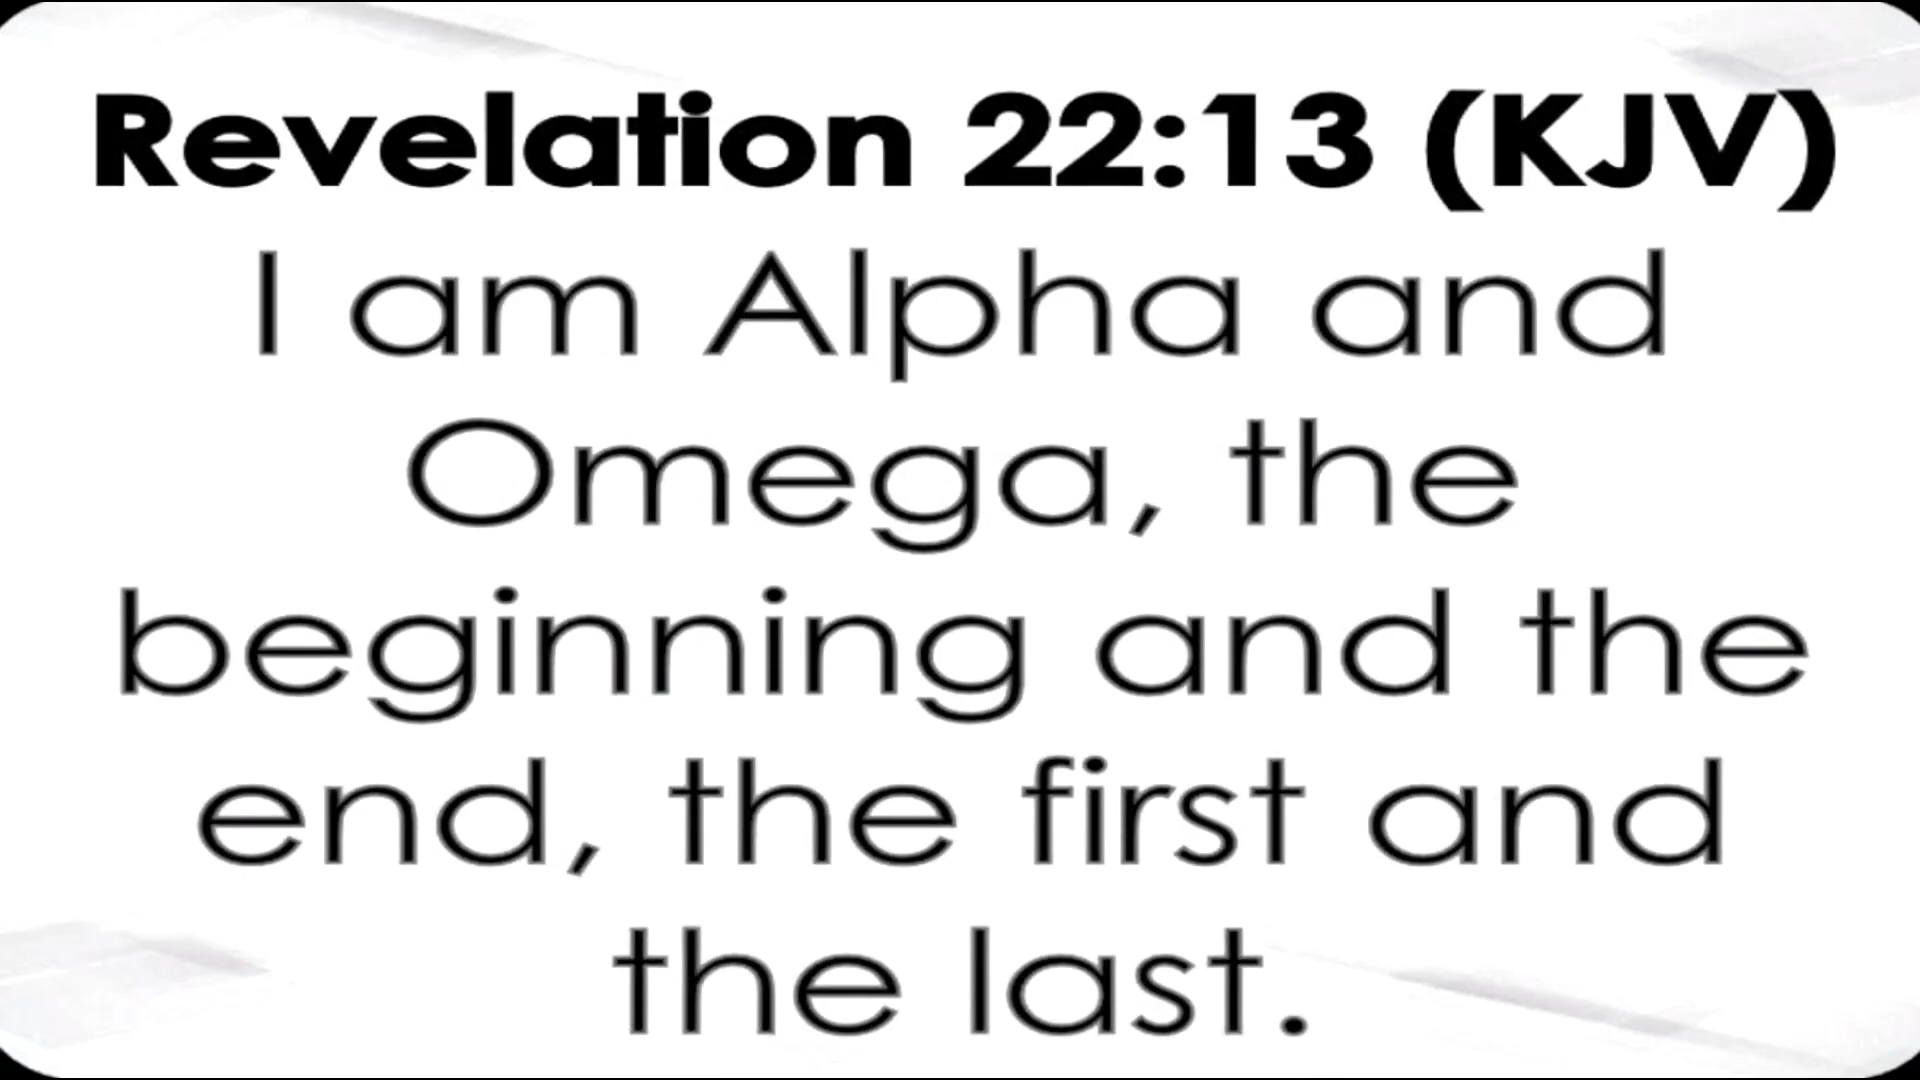 Revelation 22:13 (KJV)
I am Alpha and
Omega, the
beginning and the
end, the first and
the last.